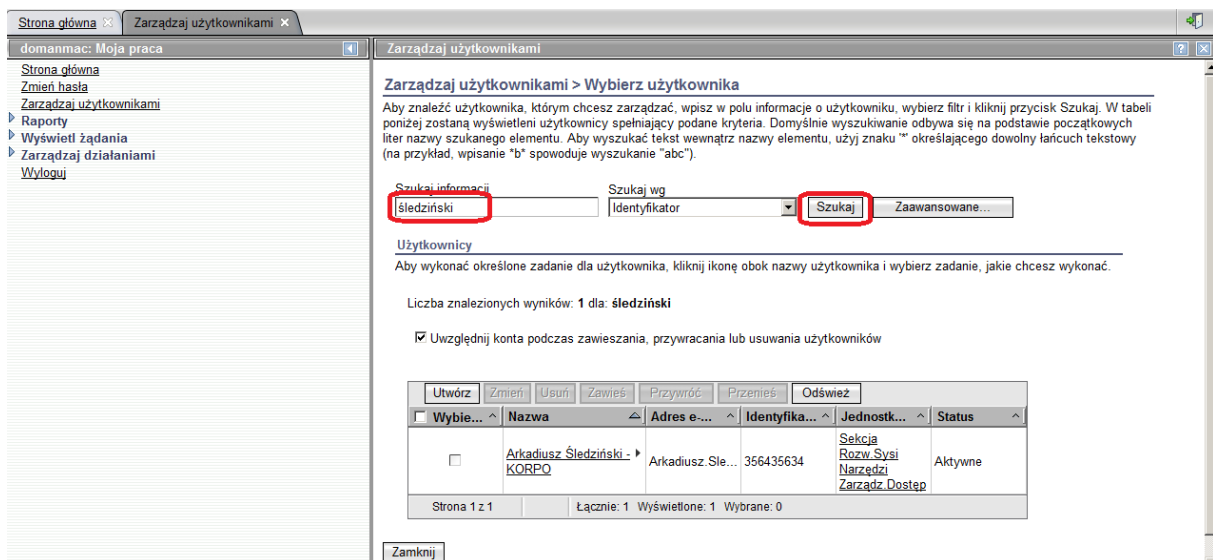 Strona główna
Zarządzaj użytkownikami
domanmac: Moja praca
Strona główna
Zmień hasła
Zarządzaj użytkownikami
Raporty
Wyświetl żądania
Zarządzaj działaniami
Wyloguj
Zarządzaj użytkownikami
Zarządzaj użytkownikami > Wybierz użytkownika
Aby znaleźć użytkownika, którym chcesz zarządzać, wpisz w polu informacje o użytkowniku, wybierz filtr i kliknij przycisk Szukaj. W tabeli
poniżej zostaną wyświetleni użytkownicy spełniający podane kryteria. Domyślnie wyszukiwanie odbywa się na podstawie początkowych
liter nazwy szukanego elementu. Aby wyszukać tekst wewnątrz nazwy elementu, użyj znaku '*' określającego dowolny łańcuch tekstowy
(na przykład, wpisanie *b* spowoduje wyszukanie "abc").
Szukaj informacji Szukaj wg
śledziński Identyfikator Szukaj Zaawansowane...
Użytkownicy
Aby wykonać określone zadanie dla użytkownika, kliknij ikonę obok nazwy użytkownika i wybierz zadanie, jakie chcesz wykonać.
Liczba znalezionych wyników: 1 dla: śledziński
Uwzględnij konta podczas zawieszania, przywracania lub usuwania użytkowników
Utwórz Zmień Usuń Zawieś Przywróć Przenieś Odśwież
Wybie... Nazwa Adres e-... Identyfika... Jednostk... Status
Arkadiusz Śledziński -
KORPO
Arkadiusz.Sle... 356435634
Sekcja
Rozw.Sysi
Narzędzi
Zarządz.Dostęp
Aktywne
Strona 1 z 1 Łącznie: 1 Wyświetlone: 1 Wybrane: 0
Zamknij